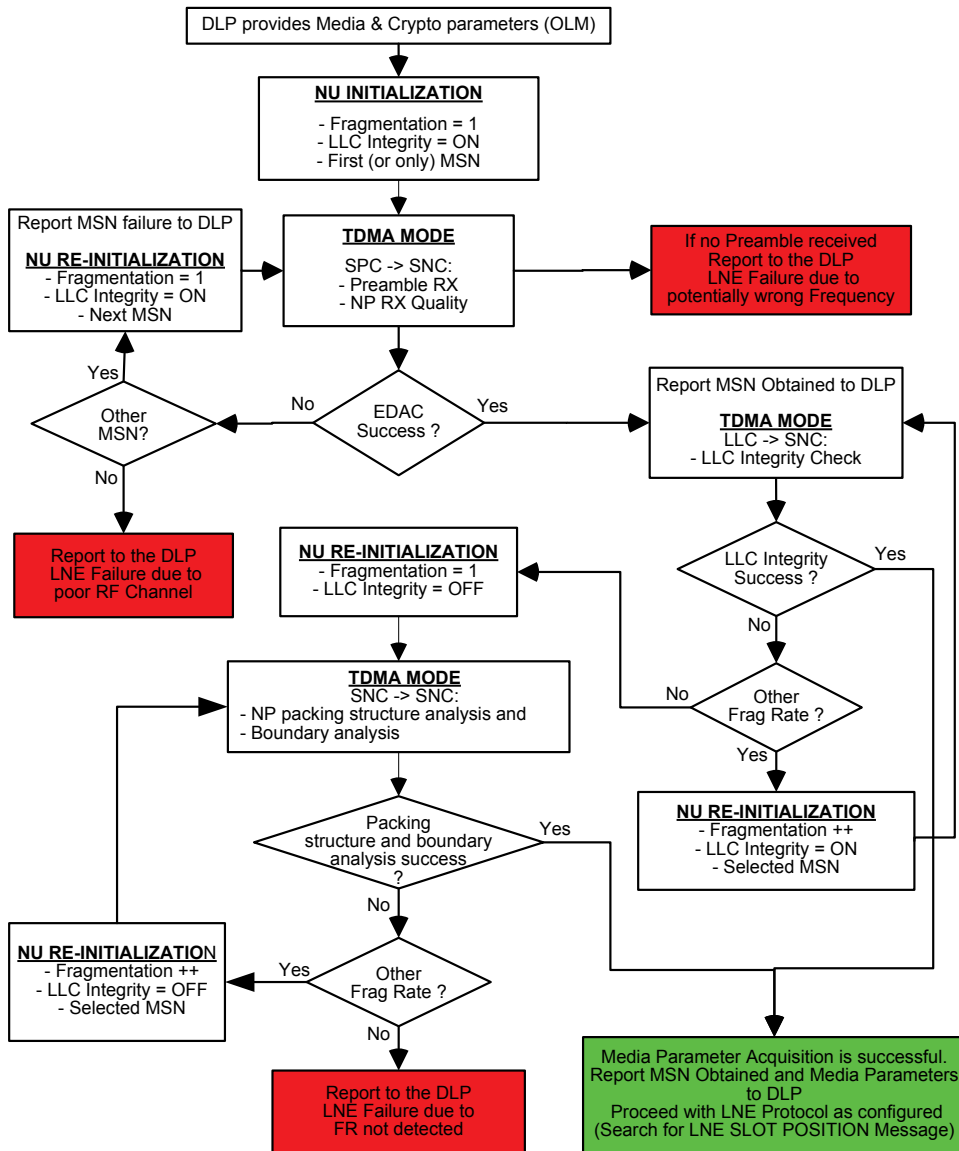 DLP provides Media & Crypto parameters (OLM)
NU INITIALIZATION
- Fragmentation = 1
- LLC Integrity = ON
- First (or only) MSN
Report MSN failure to DLP
NU RE-INITIALIZATION
- Fragmentation = 1
- LLC Integrity = ON
- Next MSN
TDMA MODE
SPC -> SNC:
- Preamble RX
- NP RX Quality
If no Preamble received
Report to the DLP
LNE Failure due to
potentially wrong Frequency
Yes
Other
MSN?
No
No
EDAC
Success ?
Yes
Report MSN Obtained to DLP
TDMA MODE
LLC -> SNC:
- LLC Integrity Check
Report to the DLP
LNE Failure due to
poor RF Channel
NU RE-INITIALIZATION
- Fragmentation = 1
- LLC Integrity = OFF
LLC Integrity
Success ?
Yes
No
TDMA MODE
SNC -> SNC:
- NP packing structure analysis and
- Boundary analysis
No
Other
Frag Rate ?
Yes
NU RE-INITIALIZATION
- Fragmentation ++
- LLC Integrity = ON
- Selected MSN
Packing
structure and boundary
analysis success
?
Yes
No
NU RE-INITIALIZATION
- Fragmentation ++
- LLC Integrity = OFF
- Selected MSN
Yes
Other
Frag Rate ?
No
Report to the DLP
LNE Failure due to
FR not detected
Media Parameter Acquisition is successful.
Report MSN Obtained and Media Parameters
to DLP
Proceed with LNE Protocol as configured
(Search for LNE SLOT POSITION Message)